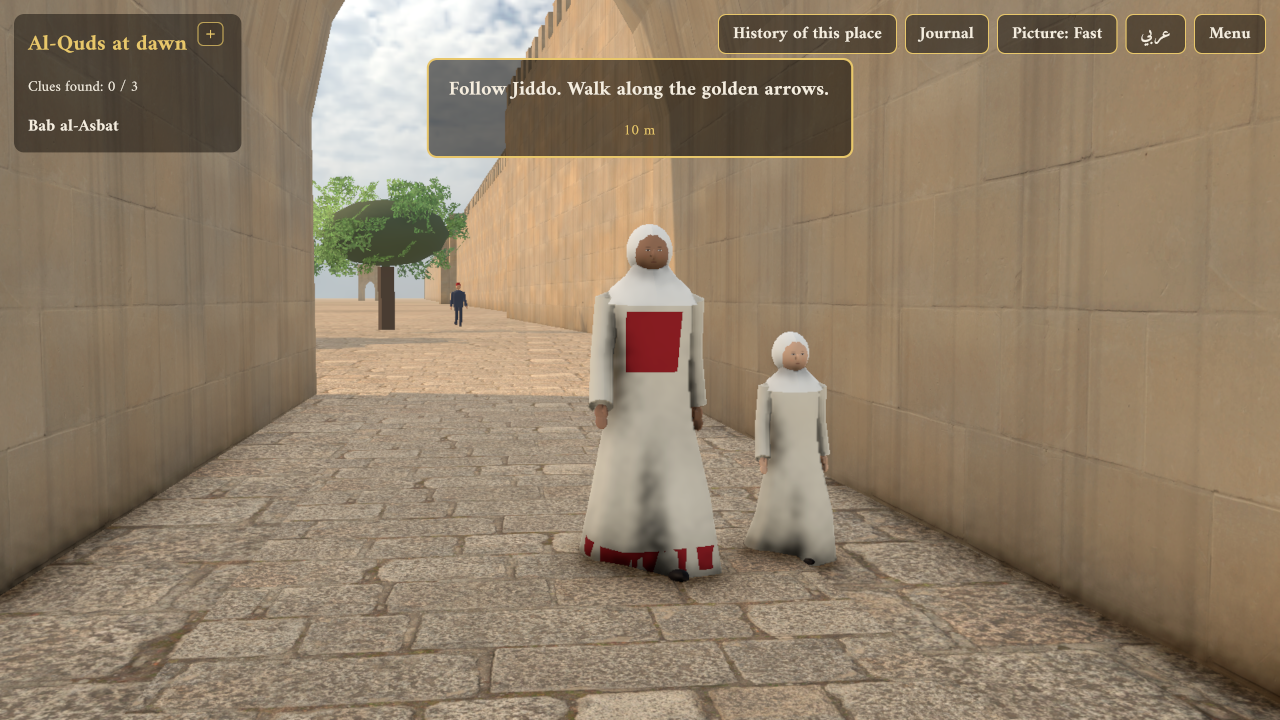 Al-Quds at dawn
+
Clues found: 0 / 3
Bab al-Asbat
History of this place
Journal
Picture: Fast
عربي
Menu
Follow Jiddo. Walk along the golden arrows.
10 m